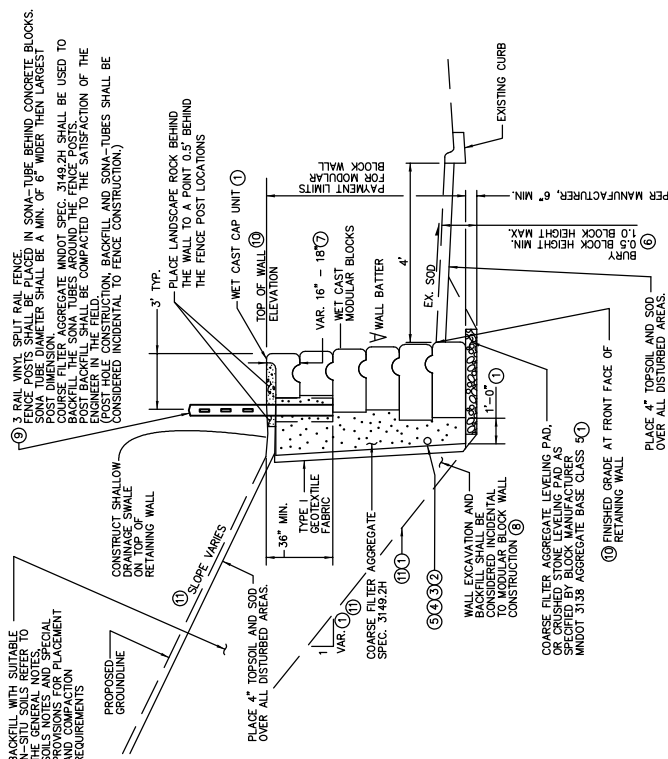 BACKFILL WITH SUITABLE
IN-SITU SOILS REFER TO
THE GENERAL NOTES,
SOILS NOTES AND SPECIAL
PROVISIONS FOR PLACEMENT
AND COMPACTION
REQUIREMENTS
PROPOSED
GROUNDLINE
11 SLOPE VARIES
PLACE 4" TOPSOIL AND SOD
OVER ALL DISTURBED AREAS.
CONSTRUCT SHALLOW
DRAINAGE SWALE
ON TOP OF
RETAINING WALL
9 3 RAIL VINYL SPLIT RAIL FENCE.
FENCE POSTS SHALL BE PLACED IN SONA-TUBE BEHIND CONCRETE BLOCKS.
SONA TUBE DIAMETER SHALL BE A MIN. OF 6" WIDER THEN LARGEST
POST DIMENSION.
COURSE FILTER AGGREGATE MNDOT SPEC. 3149.2H SHALL BE USED TO
BACKFILL THE SONA TUBES AROUND THE FENCE POSTS.
POST BACKFILL SHALL BE COMPACTED TO THE SATISFACTION OF THE
ENGINEER IN THE FIELD.
(POST HOLE CONSTRUCTION, BACKFILL AND SONA-TUBES SHALL BE
CONSIDERED INCIDENTAL TO FENCE CONSTRUCTION.)
3' TYP.
PLACE LANDSCAPE ROCK BEHIND
THE WALL TO A POINT 0.5' BEHIND
THE FENCE POST LOCATIONS
WET CAST CAP UNIT 1
TOP OF WALL 10
ELEVATION
VAR. 16" - 18" 7
WET CAST
MODULAR BLOCKS
WALL BATTER
36" MIN.
TYPE I
GEOTEXTILE
FABRIC
1
VAR. 1 11
COARSE FILTER AGGREGATE
SPEC. 3149.2H
11 1
5 4 3 2
WALL EXCAVATION AND
BACKFILL SHALL BE
CONSIDERED INCIDENTAL
TO MODULAR BLOCK WALL
CONSTRUCTION 8
1'-0" 1
COARSE FILTER AGGREGATE LEVELING PAD,
OR CRUSHED STONE LEVELING PAD AS
SPECIFIED BY BLOCK MANUFACTURER
MNDOT 3138 AGGREGATE BASE CLASS 5 1
10 FINISHED GRADE AT FRONT FACE OF
RETAINING WALL
PLACE 4" TOPSOIL AND SOD
OVER ALL DISTURBED AREAS.
EX. SOD
4'
EXISTING CURB
PAYMENT LIMITS
FOR MODULAR
BLOCK WALL
PER MANUFACTURER, 6" MIN.
BURY
0.5 BLOCK HEIGHT MIN.
1.0 BLOCK HEIGHT MAX.
6